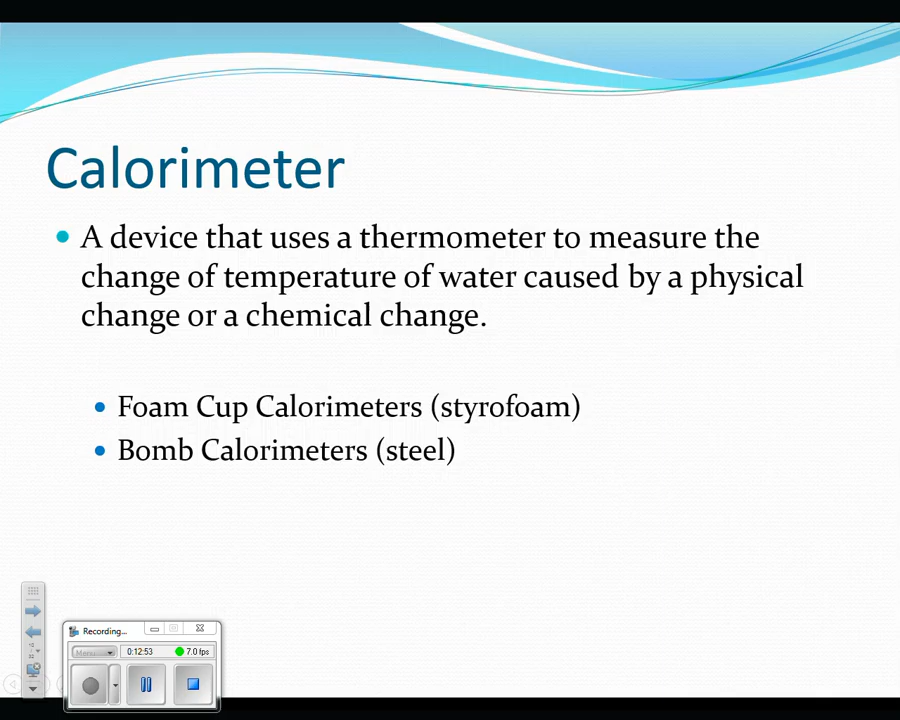 Calorimeter
A device that uses a thermometer to measure the
change of temperature of water caused by a physical
change or a chemical change.
Foam Cup Calorimeters (styrofoam)
Bomb Calorimeters (steel)
Recording...
Menu
0:12:53
7.0 fps